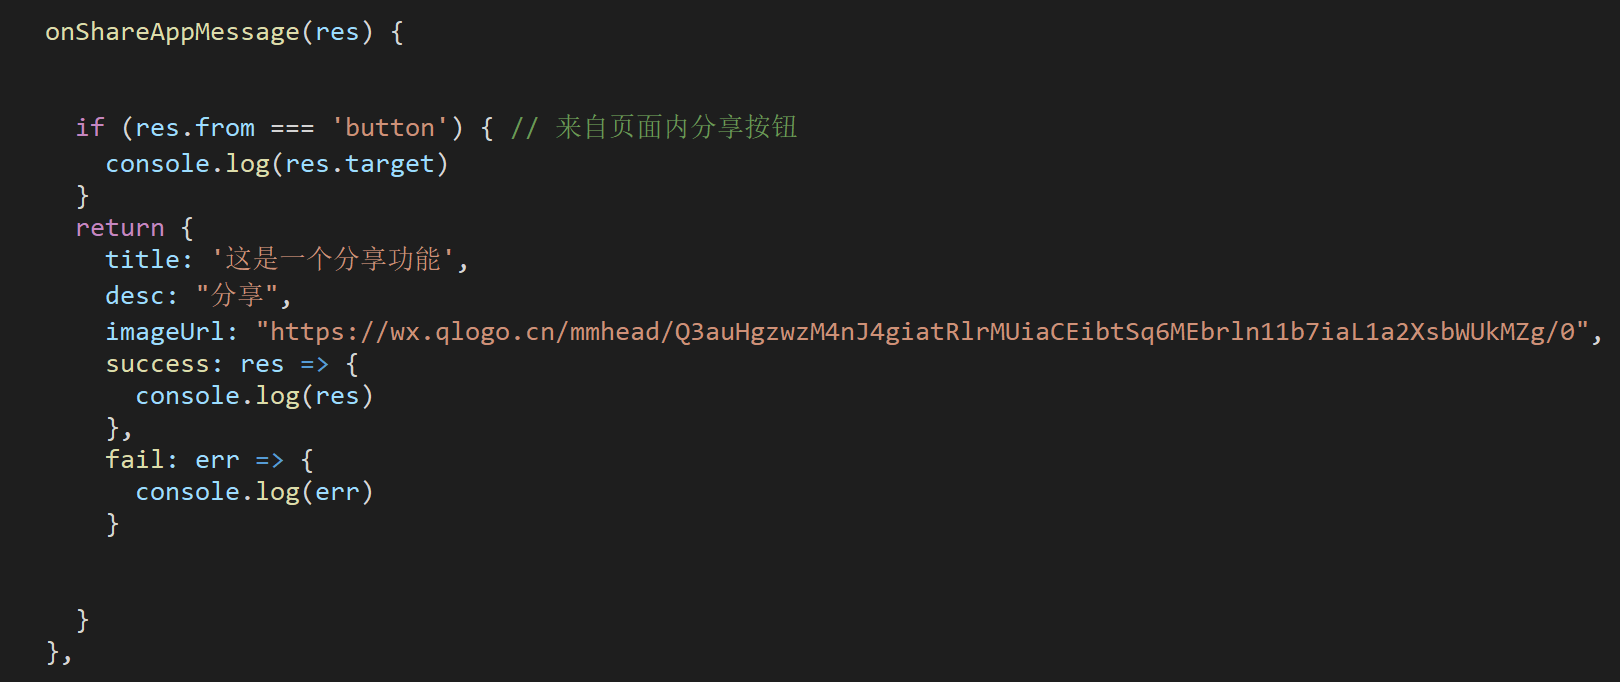 onShareAppMessage(res) {
if (res.from === 'button') { // 来自页面内分享按钮
console.log(res.target)
}
return {
title: '这是一个分享功能',
desc: "分享",
imageUrl: "https://wx.qlogo.cn/mmhead/Q3auHgzwzM4nJ4giatRlrMUiaCEibtSq6MEbrln11b7iaL1a2XsbWUkMZg/0",
success: res => {
console.log(res)
},
fail: err => {
console.log(err)
}
}
},